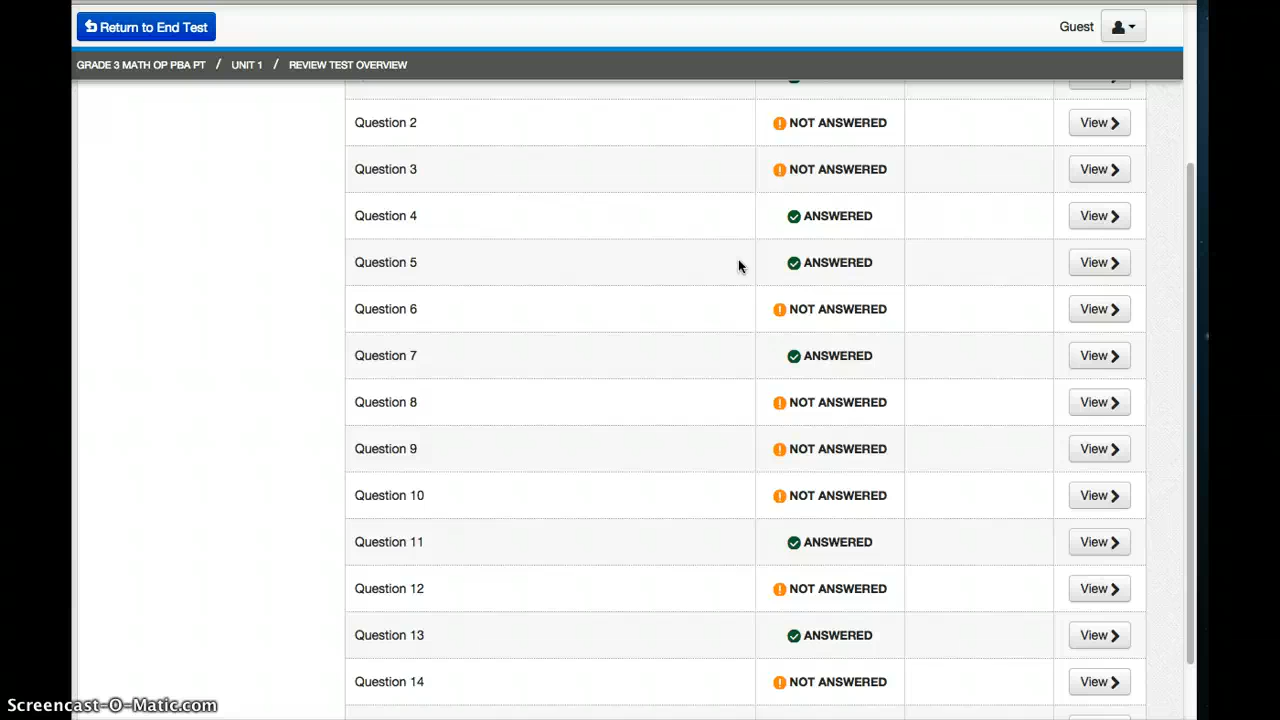 Return to End Test Guest
GRADE 3 MATH OP PBA PT / UNIT 1 / REVIEW TEST OVERVIEW
Question 2 NOT ANSWERED View
Question 3 NOT ANSWERED View
Question 4 ANSWERED View
Question 5 ANSWERED View
Question 6 NOT ANSWERED View
Question 7 ANSWERED View
Question 8 NOT ANSWERED View
Question 9 NOT ANSWERED View
Question 10 NOT ANSWERED View
Question 11 ANSWERED View
Question 12 NOT ANSWERED View
Question 13 ANSWERED View
Question 14 NOT ANSWERED View
Screencast-O-Matic.com